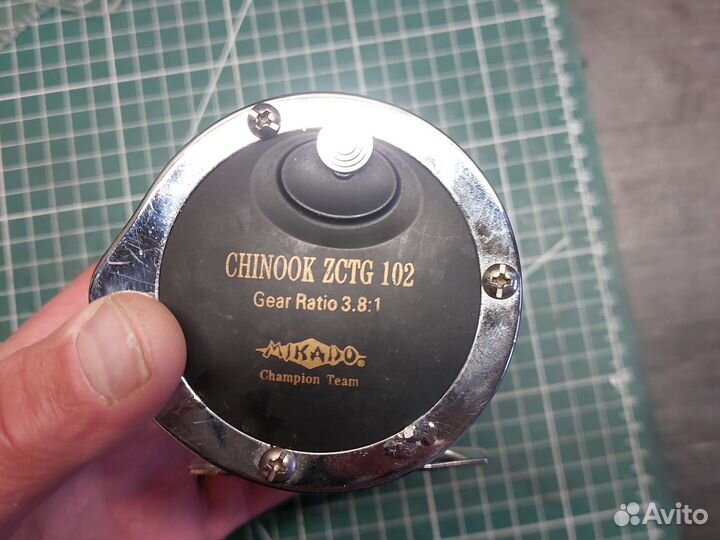 CHINOOK ZCTG 102
Gear Ratio 3.8:1
MIKADO®
Champion Team
Avito